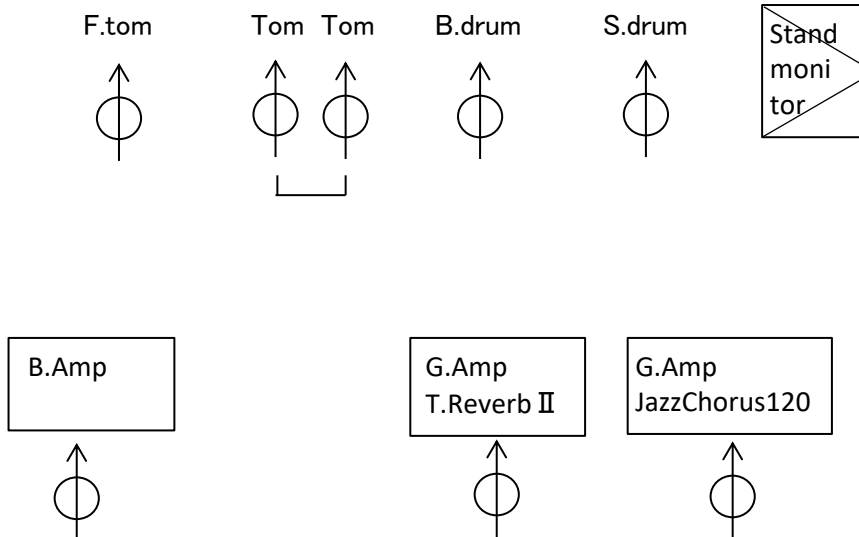 F.tom
Tom Tom
B.drum
S.drum
Stand
moni
tor
B.Amp
G.Amp
T.Reverb Ⅱ
G.Amp
JazzChorus120